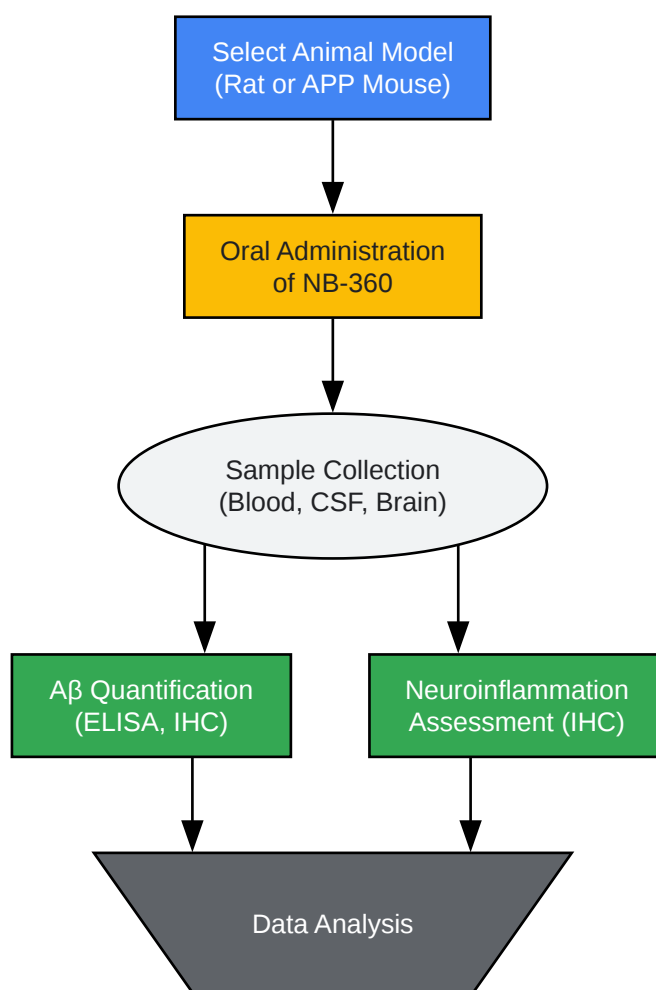 Select Animal Model
(Rat or APP Mouse)
Oral Administration
of NB-360
Sample Collection
(Blood, CSF, Brain)
Aβ Quantification
(ELISA, IHC)
Neuroinflammation
Assessment (IHC)
Data Analysis